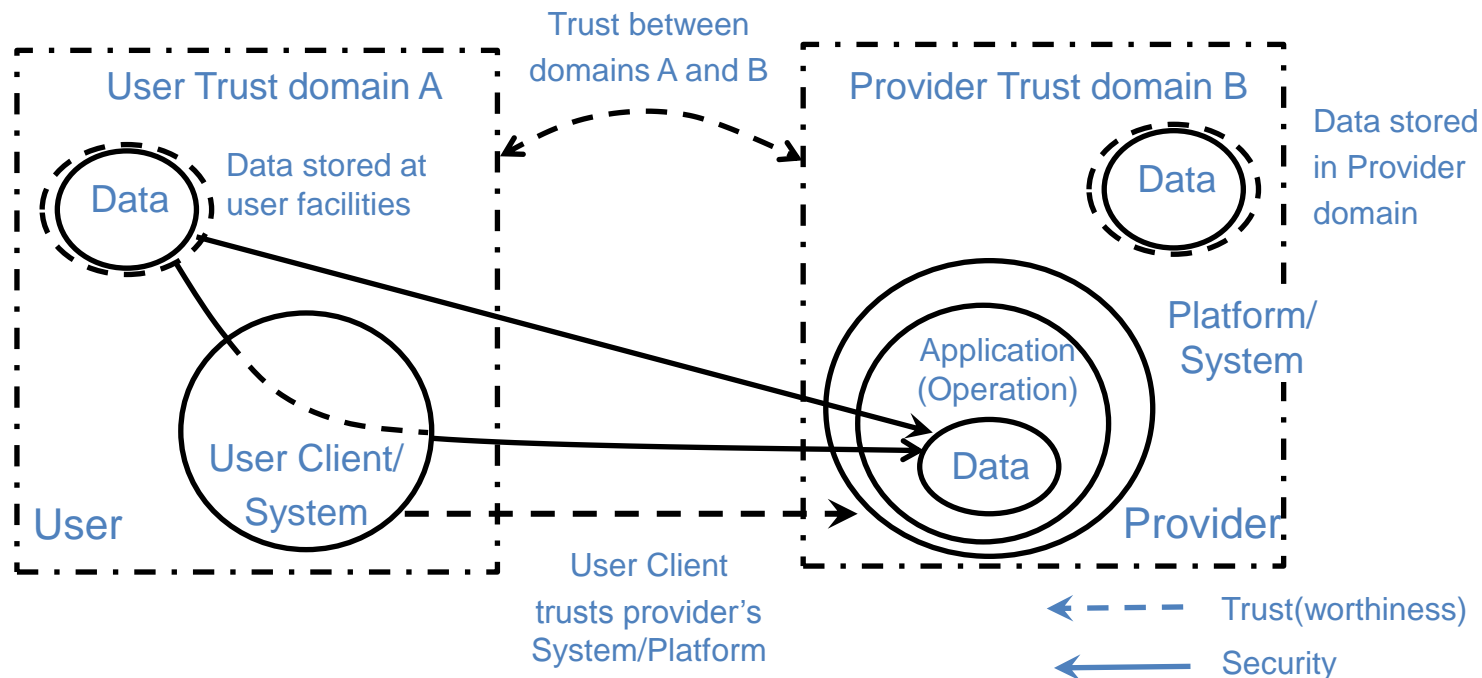 Trust between
domains A and B
User Trust domain A
Provider Trust domain B
Data
Data stored at
user facilities
Data
Data stored
in Provider
domain
Platform/
System
Application
(Operation)
Data
User Client/
System
User
Provider
User Client
trusts provider’s
System/Platform
Trust(worthiness)
Security